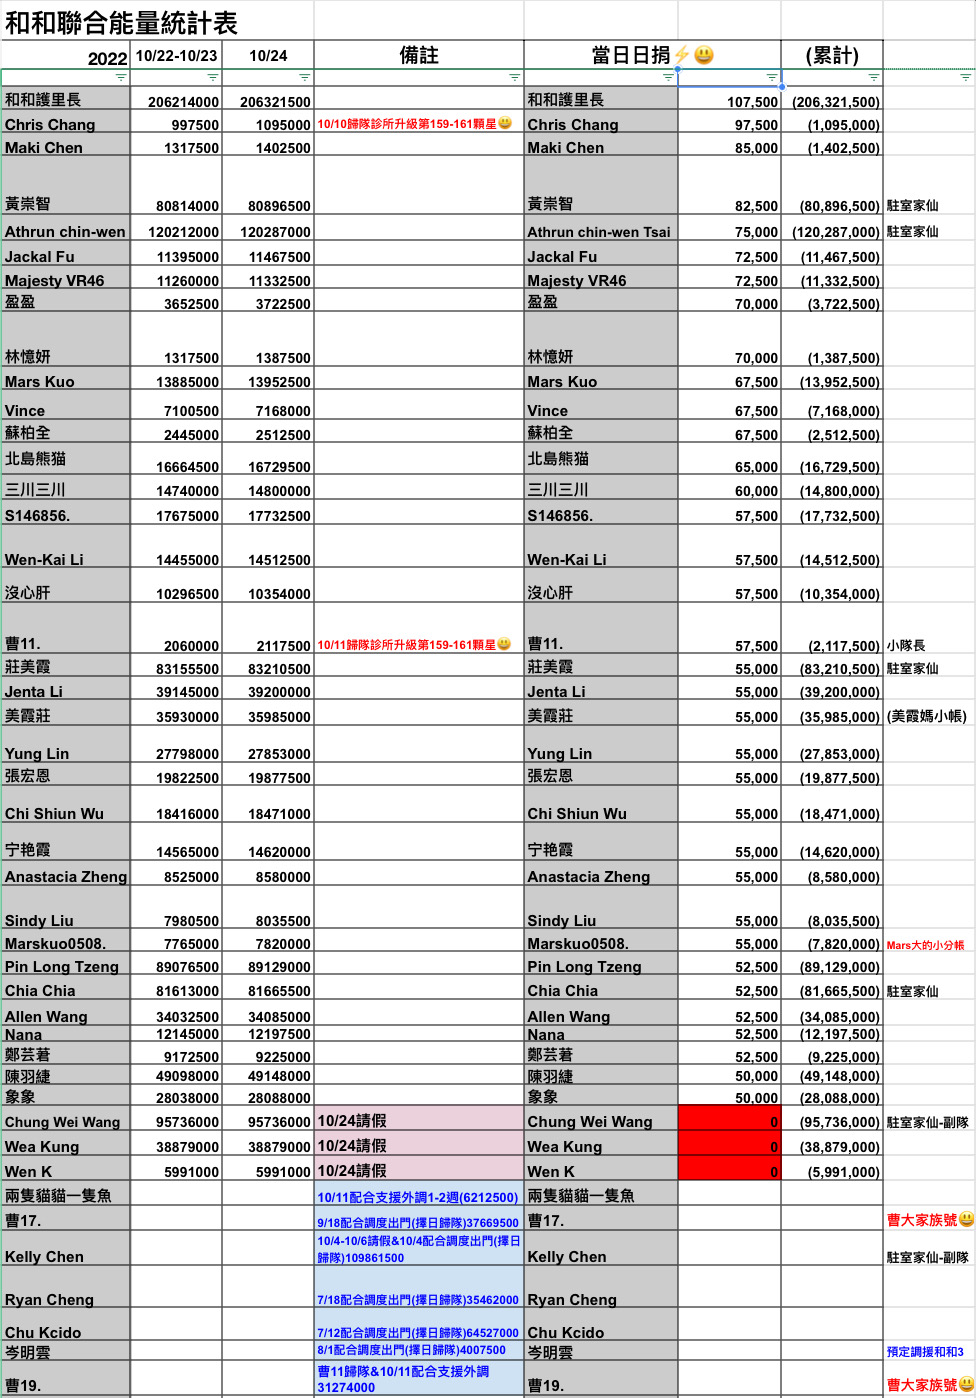 和和聯合能量統計表
2022 10/22-10/23 10/24 備註 當日日捐⚡😃 (累計)
和和護里長 206214000 206321500 和和護里長 107,500 (206,321,500)
Chris Chang 997500 1095000 10/10歸隊診所升級第159-161顆星😃 Chris Chang 97,500 (1,095,000)
Maki Chen 1317500 1402500 Maki Chen 85,000 (1,402,500)
黃崇智 80814000 80896500 黃崇智 82,500 (80,896,500) 駐室家仙
Athrun chin-wen 120212000 120287000 Athrun chin-wen Tsai 75,000 (120,287,000) 駐室家仙
Jackal Fu 11395000 11467500 Jackal Fu 72,500 (11,467,500)
Majesty VR46 11260000 11332500 Majesty VR46 72,500 (11,332,500)
盈盈 3652500 3722500 盈盈 70,000 (3,722,500)
林憶妍 1317500 1387500 林憶妍 70,000 (1,387,500)
Mars Kuo 13885000 13952500 Mars Kuo 67,500 (13,952,500)
Vince 7100500 7168000 Vince 67,500 (7,168,000)
蘇柏全 2445000 2512500 蘇柏全 67,500 (2,512,500)
北島熊猫 16664500 16729500 北島熊猫 65,000 (16,729,500)
三川三川 14740000 14800000 三川三川 60,000 (14,800,000)
S146856. 17675000 17732500 S146856. 57,500 (17,732,500)
Wen-Kai Li 14455000 14512500 Wen-Kai Li 57,500 (14,512,500)
沒心肝 10296500 10354000 沒心肝 57,500 (10,354,000)
曹11. 2060000 2117500 10/11歸隊診所升級第159-161顆星😃 曹11. 57,500 (2,117,500) 小隊長
莊美霞 83155500 83210500 莊美霞 55,000 (83,210,500) 駐室家仙
Jenta Li 39145000 39200000 Jenta Li 55,000 (39,200,000)
美霞莊 35930000 35985000 美霞莊 55,000 (35,985,000) (美霞媽小帳)
Yung Lin 27798000 27853000 Yung Lin 55,000 (27,853,000)
張宏恩 19822500 19877500 張宏恩 55,000 (19,877,500)
Chi Shiun Wu 18416000 18471000 Chi Shiun Wu 55,000 (18,471,000)
宁艳霞 14565000 14620000 宁艳霞 55,000 (14,620,000)
Anastacia Zheng 8525000 8580000 Anastacia Zheng 55,000 (8,580,000)
Sindy Liu 7980500 8035500 Sindy Liu 55,000 (8,035,500)
Marskuo0508. 7765000 7820000 Marskuo0508. 55,000 (7,820,000) Mars大的小分帳
Pin Long Tzeng 89076500 89129000 Pin Long Tzeng 52,500 (89,129,000)
Chia Chia 81613000 81665500 Chia Chia 52,500 (81,665,500) 駐室家仙
Allen Wang 34032500 34085000 Allen Wang 52,500 (34,085,000)
Nana 12145000 12197500 Nana 52,500 (12,197,500)
鄭芸莙 9172500 9225000 鄭芸莙 52,500 (9,225,000)
陳羽緁 49098000 49148000 陳羽緁 50,000 (49,148,000)
象象 28038000 28088000 象象 50,000 (28,088,000)
Chung Wei Wang 95736000 95736000 10/24請假 Chung Wei Wang 0 (95,736,000) 駐室家仙-副隊
Wea Kung 38879000 38879000 10/24請假 Wea Kung 0 (38,879,000)
Wen K 5991000 5991000 10/24請假 Wen K 0 (5,991,000)
兩隻貓貓一隻魚 10/11配合支援外調1-2週(6212500) 兩隻貓貓一隻魚
曹17. 9/18配合調度出門(擇日歸隊)37669500 曹17. 曹大家族號😃
10/4-10/6請假&10/4配合調度出門(擇日
Kelly Chen 歸隊)109861500 Kelly Chen 駐室家仙-副隊
Ryan Cheng 7/18配合調度出門(擇日歸隊)35462000 Ryan Cheng
Chu Kcido 7/12配合調度出門(擇日歸隊)64527000 Chu Kcido
岑明雲 8/1配合調度出門(擇日歸隊)4007500 岑明雲 預定調援和和3
曹11歸隊&10/11配合支援外調
曹19. 31274000 曹19. 曹大家族號😃